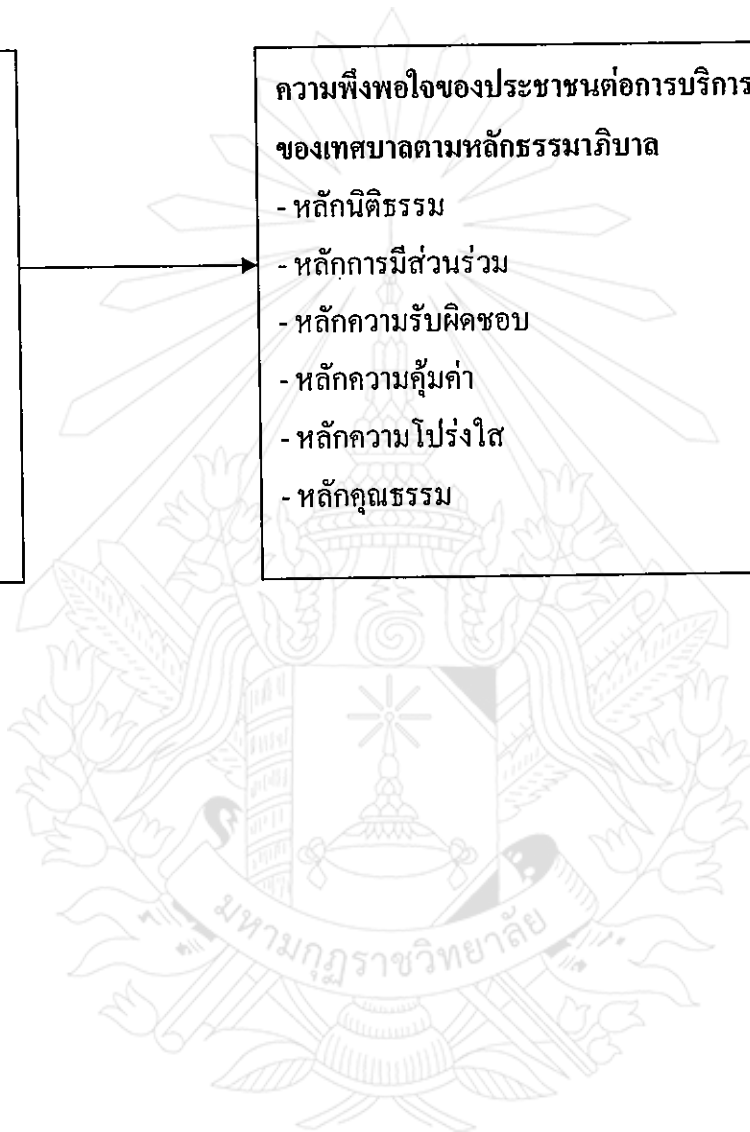 ความพึงพอใจของประชาชนต่อการบริการ
ของเทศบาลตามหลักธรรมาภิบาล
- หลักนิติธรรม
- หลักการมีส่วนร่วม
- หลักความรับผิดชอบ
- หลักความคุ้มค่า
- หลักความโปร่งใส
- หลักคุณธรรม
มหามกุฏราชวิทยาลัย